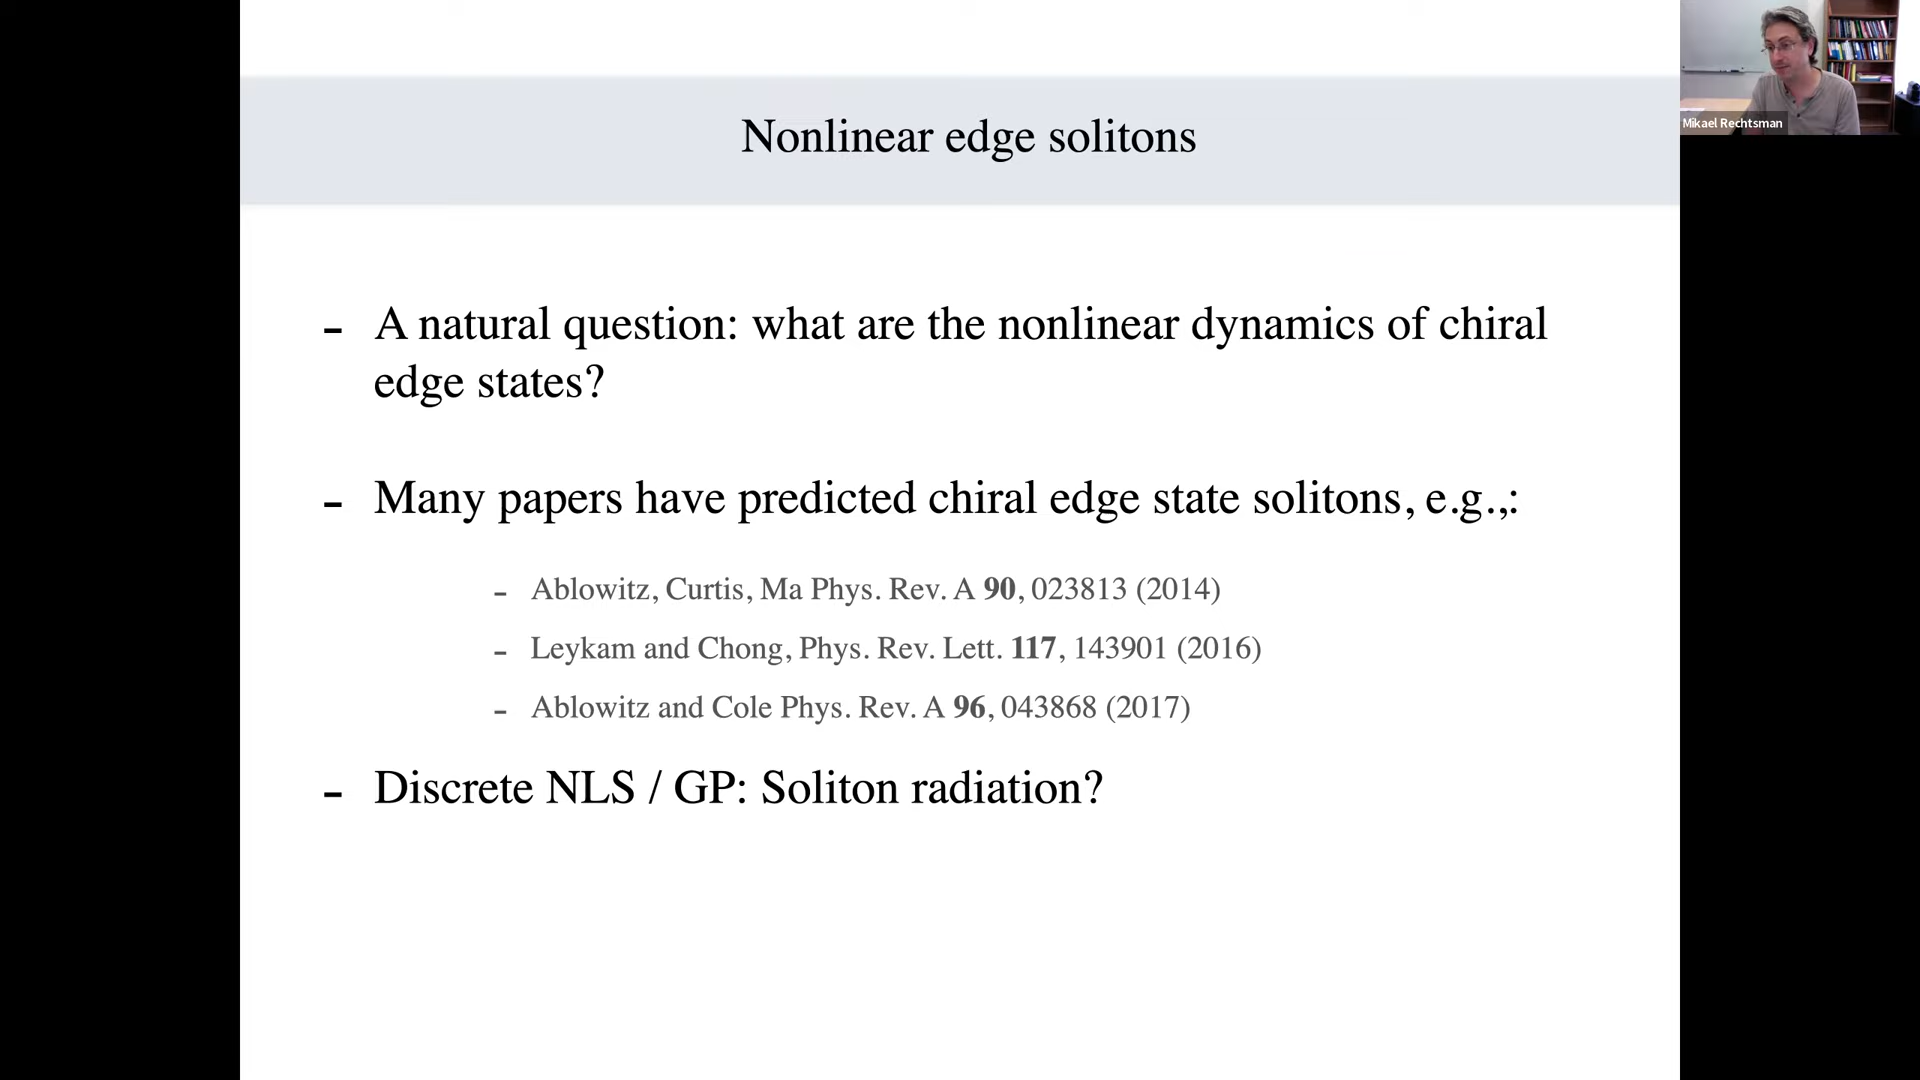 Nonlinear edge solitons
Mikael Rechtsman
- A natural question: what are the nonlinear dynamics of chiral
edge states?
- Many papers have predicted chiral edge state solitons, e.g.,:
- Ablowitz, Curtis, Ma Phys. Rev. A 90, 023813 (2014)
- Leykam and Chong, Phys. Rev. Lett. 117, 143901 (2016)
- Ablowitz and Cole Phys. Rev. A 96, 043868 (2017)
- Discrete NLS / GP: Soliton radiation?